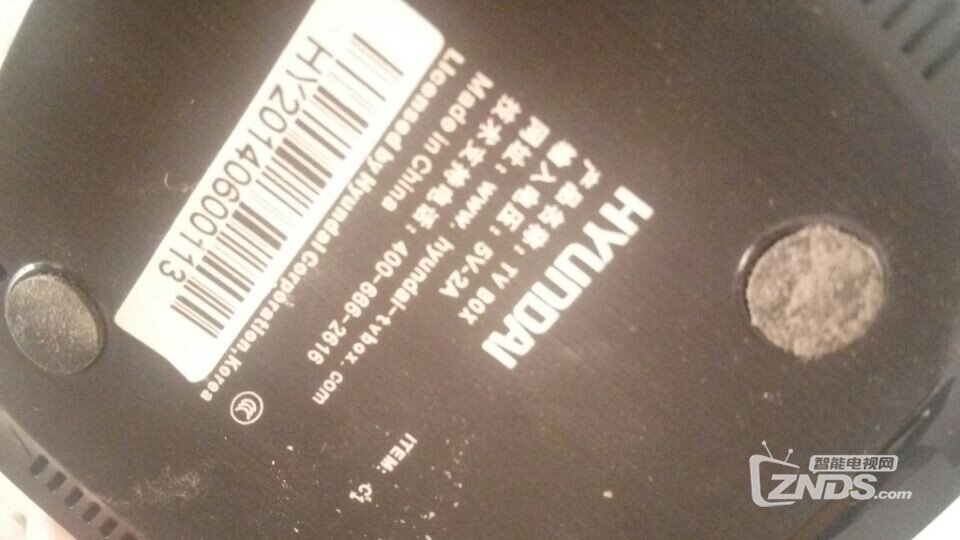 HYUNDAI
产品名称：TV BOX
输入电压：5V-2A
网址：www.hyundai-tvbox.com
技术支持电话：400-666-2616
Made in China
Licensed by Hyundai Corporation,Korea
HY20140600113
ITEM:
智能电视网
ZNDS.com